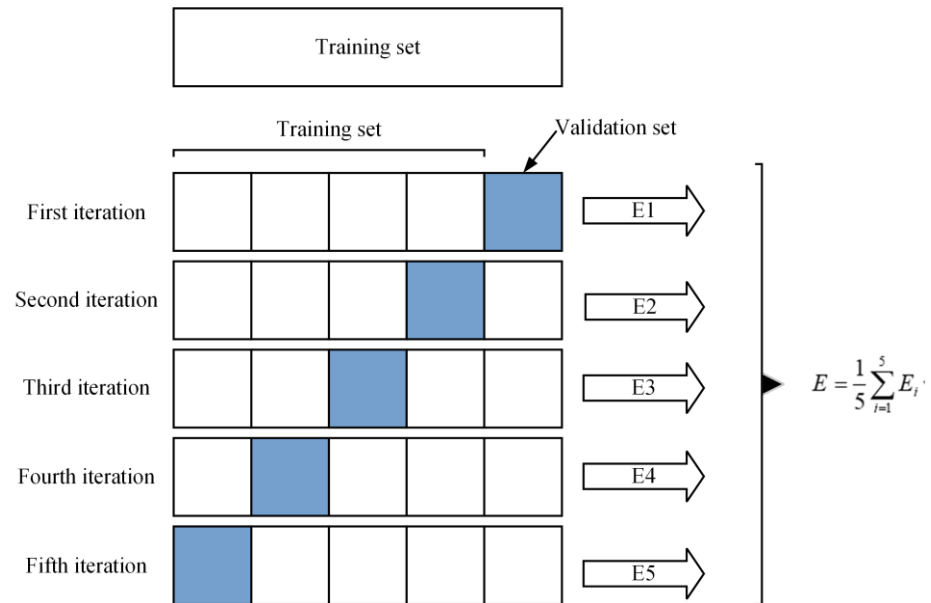 Training set
Training set
Validation set
First iteration
E1
Second iteration
E2
Third iteration
E3
E = 1/5 \sum_{i=1}^{5} E_i .
Fourth iteration
E4
Fifth iteration
E5